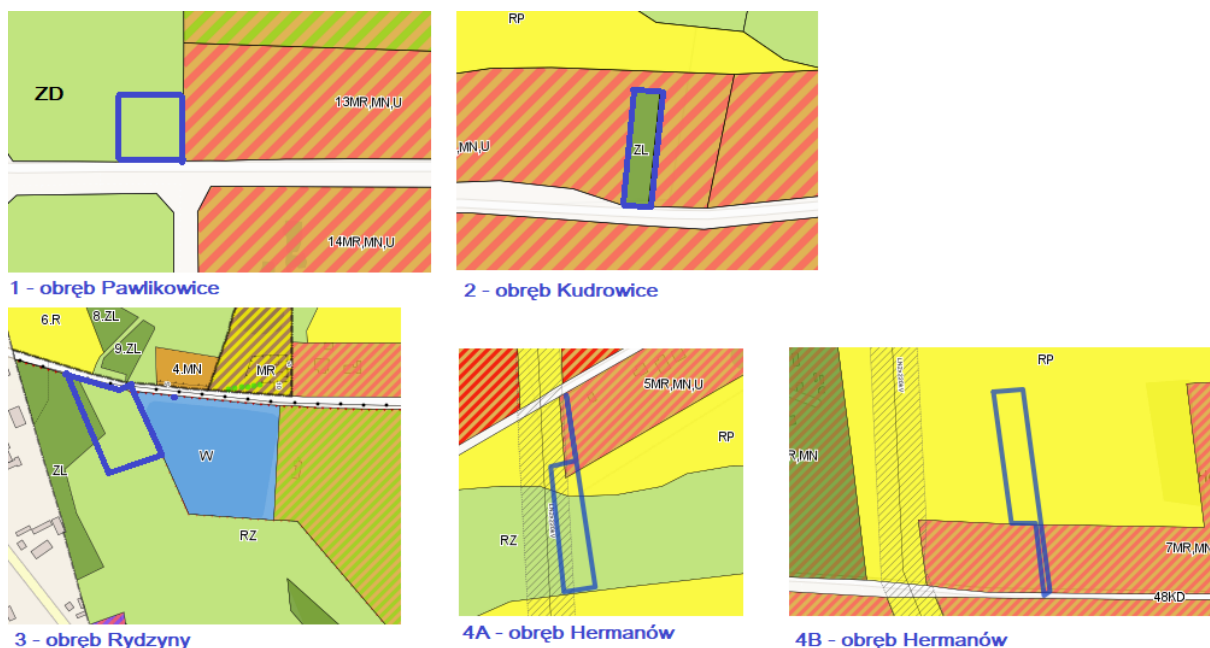 ZD
13MR,MN,U
14MR,MN,U
1 - obręb Pawlikowice
RP
,MN,U
ZL
2 - obręb Kudrowice
6.R
8.ZL
9.ZL
4.MN
MR
ZL
W
RZ
3 - obręb Rydzyny
5MR,MN,U
RP
RZ
4A - obręb Hermanów
RP
R,MN
7MR,MN
48KD
4B - obręb Hermanów